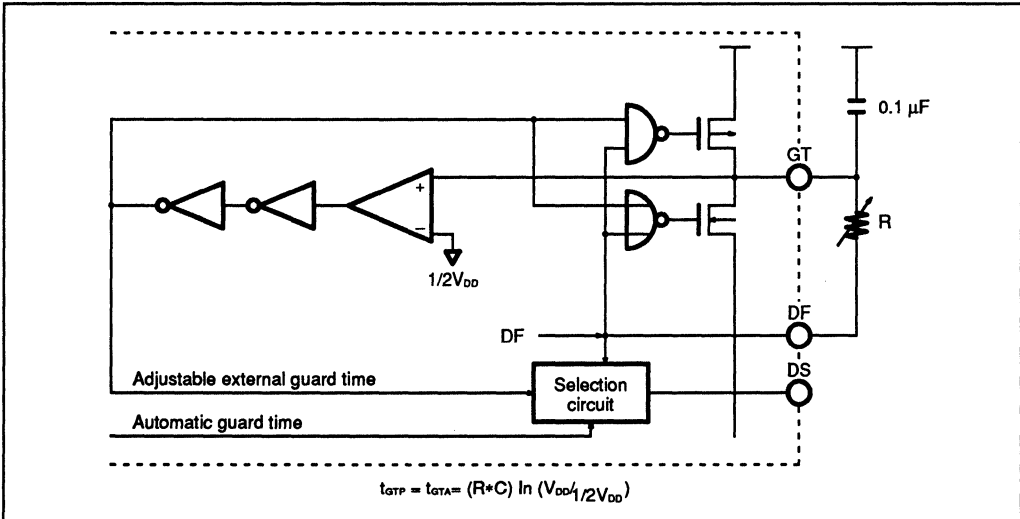 0.1 μF
GT
+
−
R
1/2VDD
DF
DF
DS
Adjustable external guard time
Selection
circuit
Automatic guard time
tGTP = tGTA= (R*C) ln (VDD/1/2VDD)